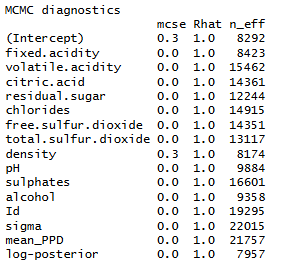 MCMC diagnostics
mcse Rhat n_eff
(Intercept) 0.3 1.0 8292
fixed.acidity 0.0 1.0 8423
volatile.acidity 0.0 1.0 15462
citric.acid 0.0 1.0 14361
residual.sugar 0.0 1.0 12244
chlorides 0.0 1.0 14915
free.sulfur.dioxide 0.0 1.0 14351
total.sulfur.dioxide 0.0 1.0 13117
density 0.3 1.0 8174
pH 0.0 1.0 9884
sulphates 0.0 1.0 16601
alcohol 0.0 1.0 9358
Id 0.0 1.0 19295
sigma 0.0 1.0 22015
mean_PPD 0.0 1.0 21757
log-posterior 0.0 1.0 7957